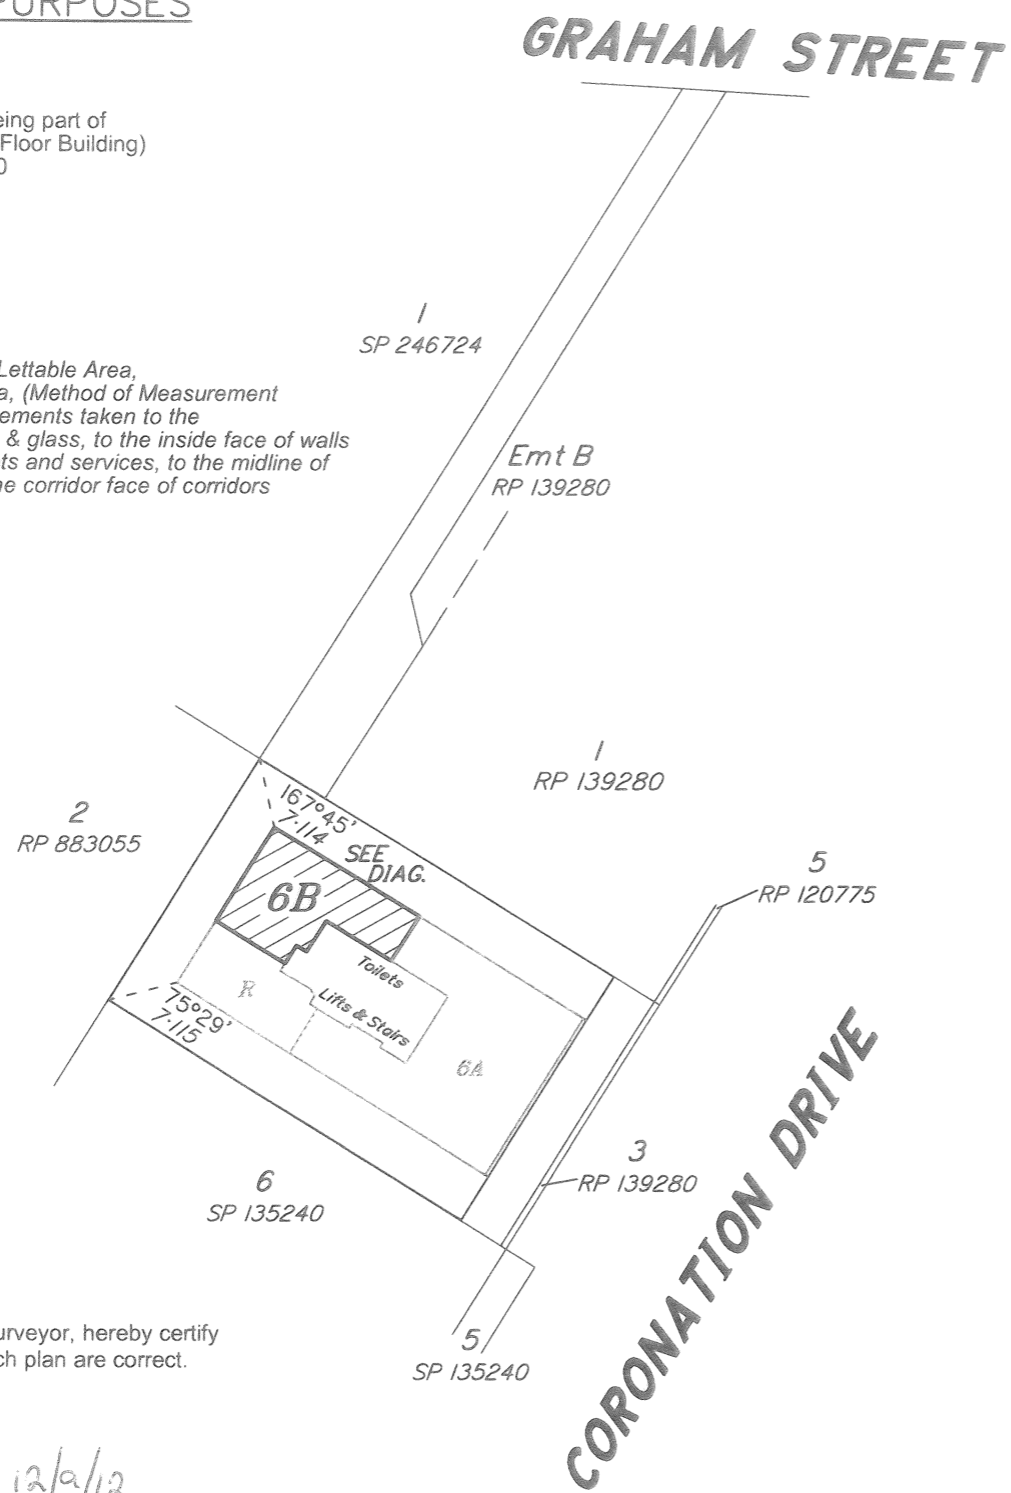 PURPOSES
GRAHAM STREET
eing part of
Floor Building)
0
1
SP 246724
Lettable Area,
a, (Method of Measurement
ements taken to the
& glass, to the inside face of walls
ts and services, to the midline of
e corridor face of corridors
Emt B
RP 139280
1
RP 139280
2
RP 883055
167°45'
7·114
SEE
DIAG.
6B
5
RP 120775
Toilets
R
Lifts & Stairs
75°29'
7·115
6A
3
RP 139280
6
SP 135240
CORONATION DRIVE
urveyor, hereby certify
ch plan are correct.
5
SP 135240
12/9/12